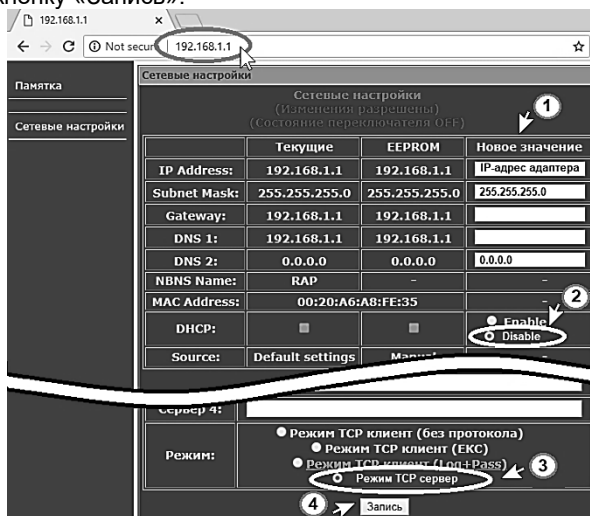 кнопку «Запись».
192.168.1.1
Not secur 192.168.1.1
Памятка
Сетевые настройки
Сетевые настройки
Сетевые настройки
(Изменения разрешены)
(Состояние переключателя OFF)
1
Текущие EEPROM Новое значение
IP Address: 192.168.1.1 192.168.1.1 IP-адрес адаптера
Subnet Mask: 255.255.255.0 255.255.255.0 255.255.255.0
Gateway: 192.168.1.1 192.168.1.1
DNS 1: 192.168.1.1 192.168.1.1
DNS 2: 0.0.0.0 0.0.0.0 0.0.0.0
NBNS Name: RAP - -
MAC Address: 00:20:A6:A8:FE:35 -
2
DHCP: Enable
Disable
Source: Default settings Manual -
Сервер 4:
Режим: Режим TCP клиент (без протокола)
Режим TCP клиент (ЕКС)
Режим TCP клиент (Log+Pass)
3
Режим TCP сервер
4 Запись